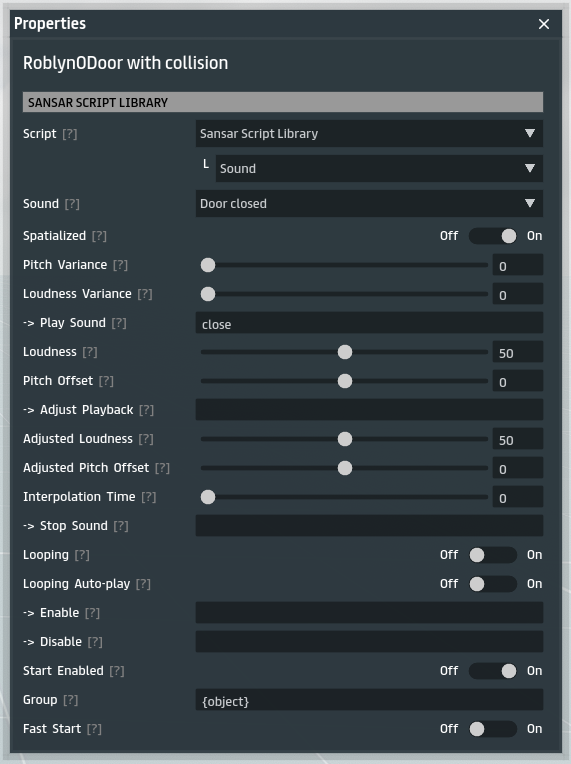 Properties
RoblynODoor with collision
SANSAR SCRIPT LIBRARY
Script [?] Sansar Script Library
Sound
Sound [?] Door closed
Spatialized [?] Off On
Pitch Variance [?] 0
Loudness Variance [?] 0
-> Play Sound [?] close
Loudness [?] 50
Pitch Offset [?] 0
-> Adjust Playback [?]
Adjusted Loudness [?] 50
Adjusted Pitch Offset [?] 0
Interpolation Time [?] 0
-> Stop Sound [?]
Looping [?] Off On
Looping Auto-play [?] Off On
-> Enable [?]
-> Disable [?]
Start Enabled [?] Off On
Group [?] {object}
Fast Start [?] Off On